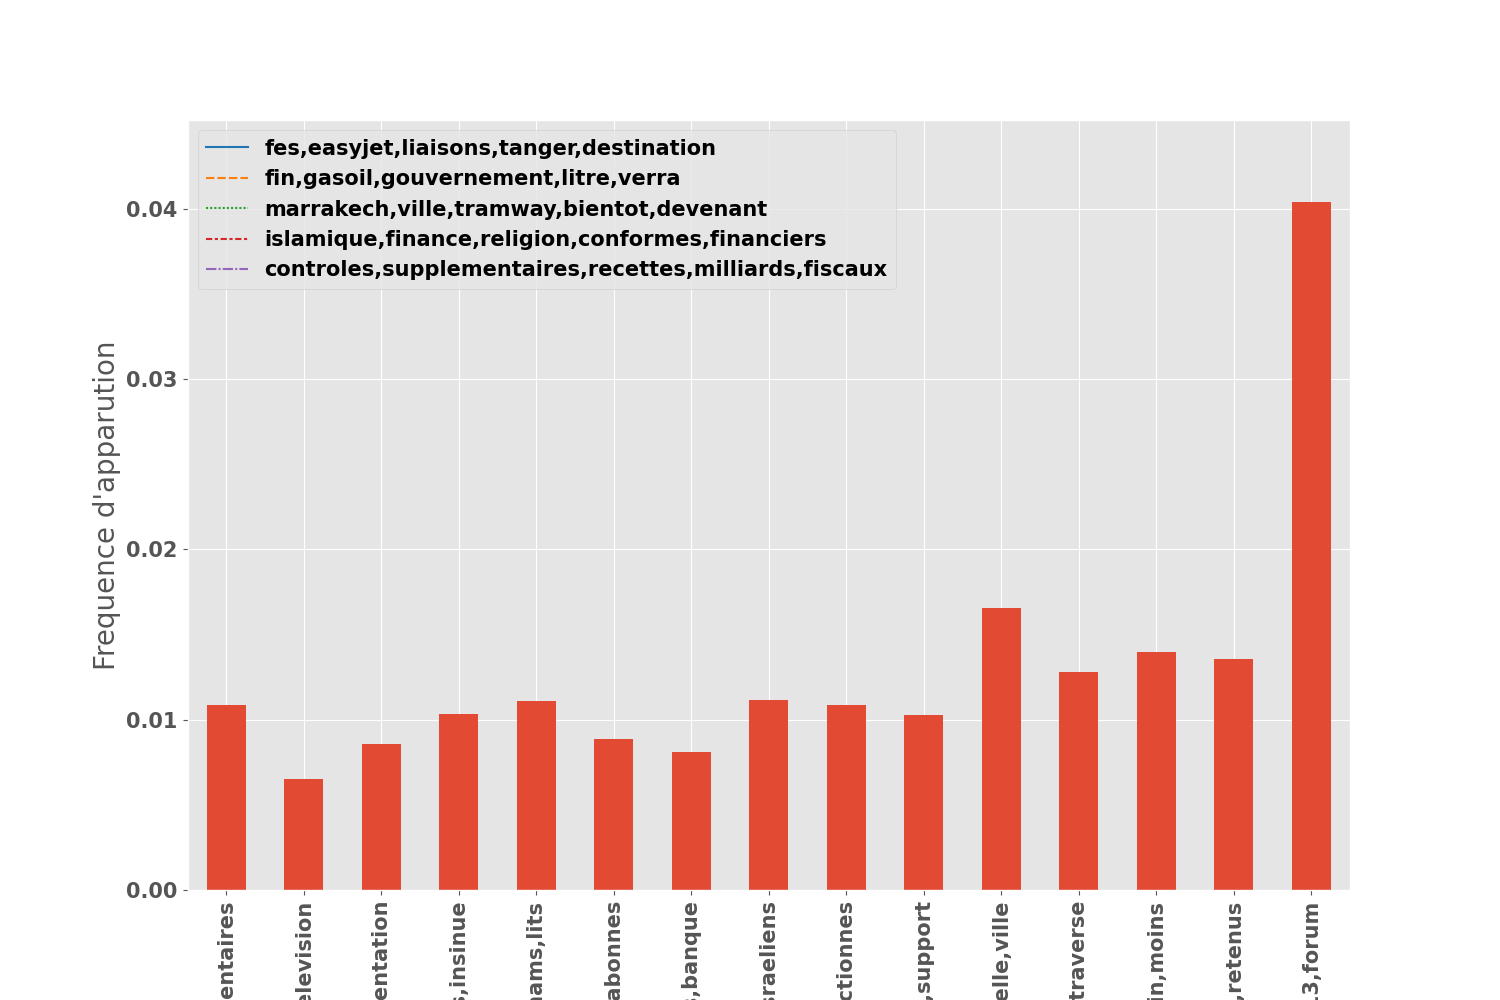 fes,easyjet,liaisons,tanger,destination
fin,gasoil,gouvernement,litre,verra
marrakech,ville,tramway,bientot,devenant
islamique,finance,religion,conformes,financiers
controles,supplementaires,recettes,milliards,fiscaux
Frequence d'apparution
0.04
0.03
0.02
0.01
0.00
entaires
elevision
entation
s,insinue
hams,lits
abonnes
s,banque
sraeliens
ctionnes
,support
elle,ville
traverse
in,moins
,retenus
13,forum